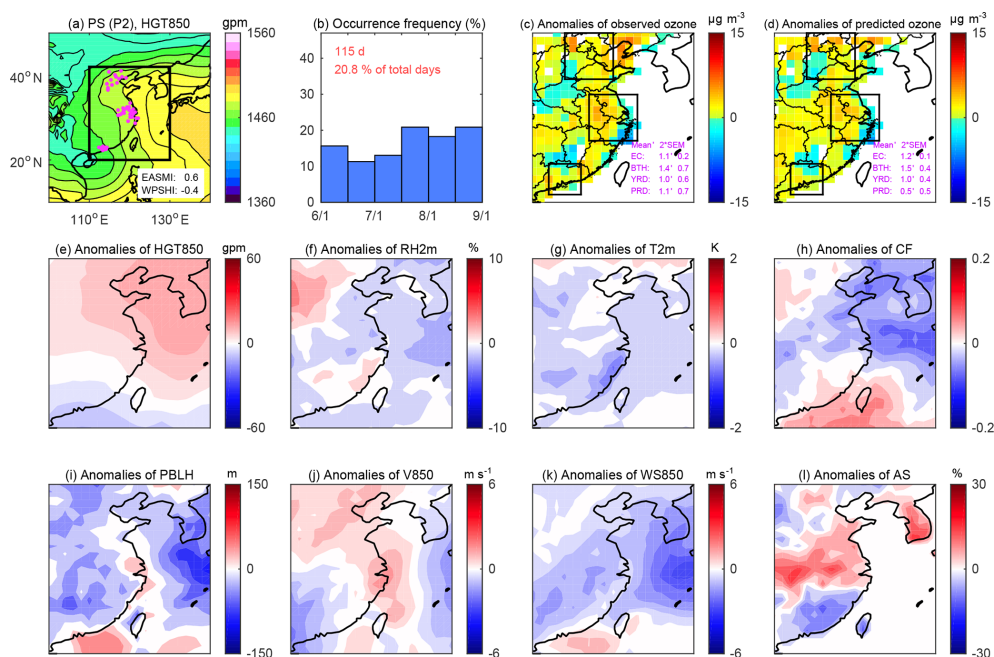 (a) PS (P2), HGT850
gpm
1560
1460
1360
40° N
20° N
110° E
130° E
EASMI: 0.6
WPSHI: -0.4
(b) Occurrence frequency (%)
115 d
20.8 % of total days
40
30
20
10
0
6/1
7/1
8/1
9/1
(c) Anomalies of observed ozone
µg m-3
15
0
-15
Mean' 2*SEM
EC: 1.1' 0.2
BTH: 1.4' 0.7
YRD: 1.0' 0.6
PRD: 1.1' 0.7
(d) Anomalies of predicted ozone
µg m-3
15
0
-15
Mean' 2*SEM
EC: 1.2' 0.1
BTH: 1.5' 0.4
YRD: 1.0' 0.4
PRD: 0.5' 0.5
(e) Anomalies of HGT850
gpm
60
0
-60
(f) Anomalies of RH2m
%
10
0
-10
(g) Anomalies of T2m
K
2
0
-2
(h) Anomalies of CF
0.2
0
-0.2
(i) Anomalies of PBLH
m
150
0
-150
(j) Anomalies of V850
m s-1
6
0
-6
(k) Anomalies of WS850
m s-1
6
0
-6
(l) Anomalies of AS
%
30
0
-30